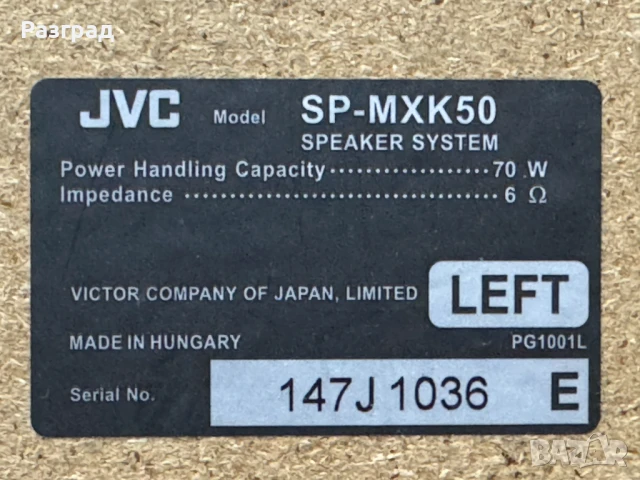 Разград
JVC Model SP-MXK50
SPEAKER SYSTEM
Power Handling Capacity ·················· 70 W
Impedance ································ 6 Ω
VICTOR COMPANY OF JAPAN, LIMITED LEFT
MADE IN HUNGARY PG1001L
Serial No. 147J 1036 E
BAZAR